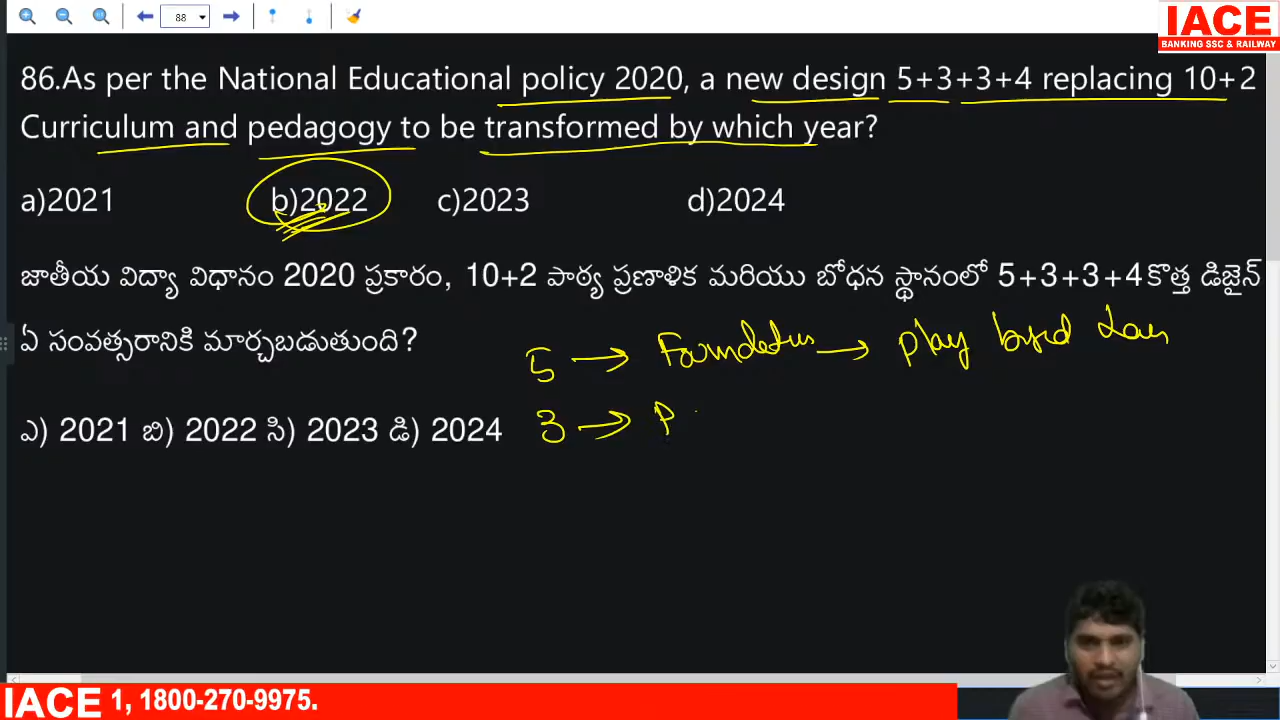 88
IACE
BANKING SSC & RAILWAY
86.As per the National Educational policy 2020, a new design 5+3+3+4 replacing 10+2
Curriculum and pedagogy to be transformed by which year?
a)2021 b)2022 c)2023 d)2024
జాతీయ విద్యా విధానం 2020 ప్రకారం, 10+2 పాఠ్య ప్రణాళిక మరియు బోధన స్థానంలో 5+3+3+4 కొత్త డిజైన్
ఏ సంవత్సరానికి మార్చబడుతుంది?
5 → → play based
ఎ) 2021 బి) 2022 సి) 2023 డి) 2024
3 → P
IACE 1, 1800-270-9975.